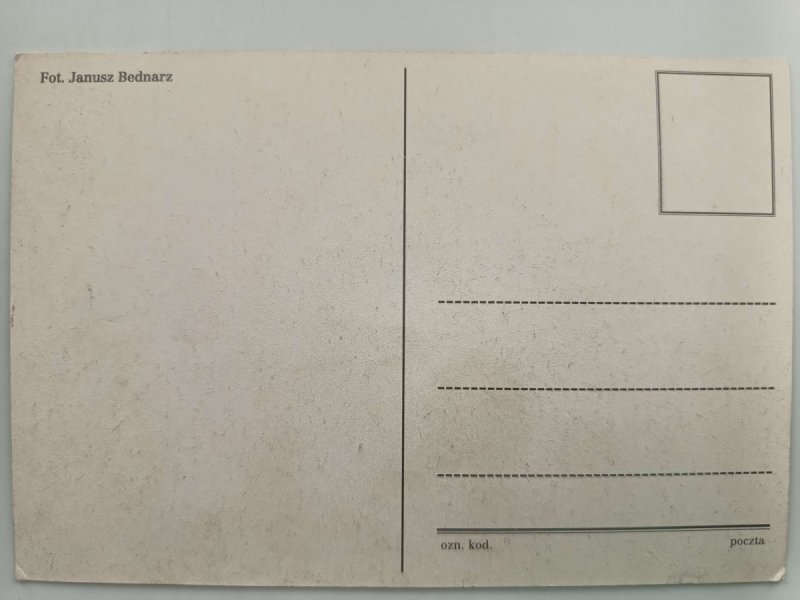 Fot. Janusz Bednarz
ozn. kod.
poczta